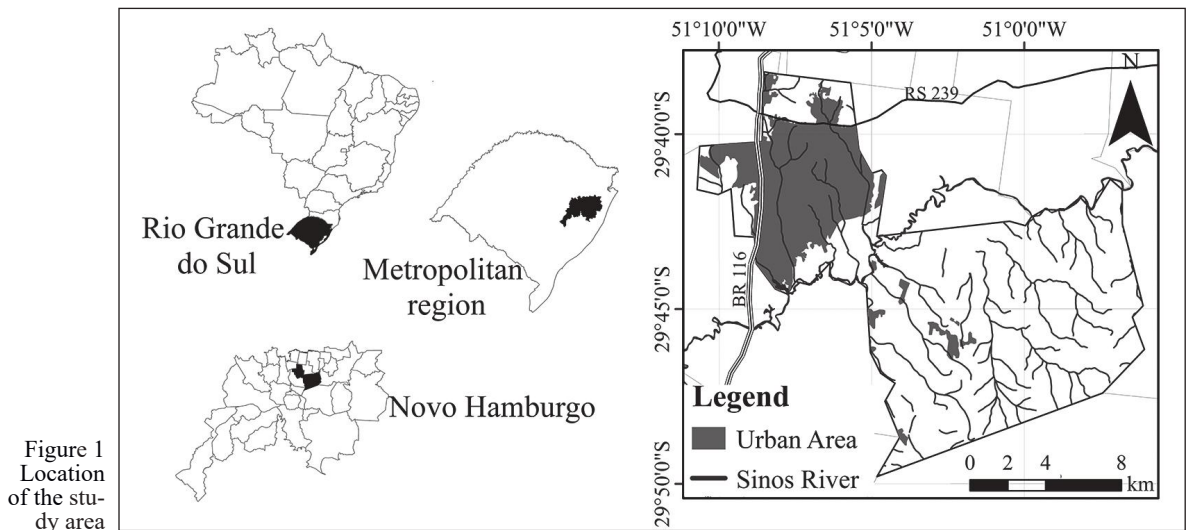 Rio Grande
do Sul
Metropolitan
region
Novo Hamburgo
Figure 1
Location
of the stu-
dy area
51°10'0"W 51°5'0"W 51°0'0"W
N
RS 239
29°40'0"S
BR 116
29°45'0"S
Legend
Urban Area
Sinos River
0 2 4 8
km
29°50'0"S